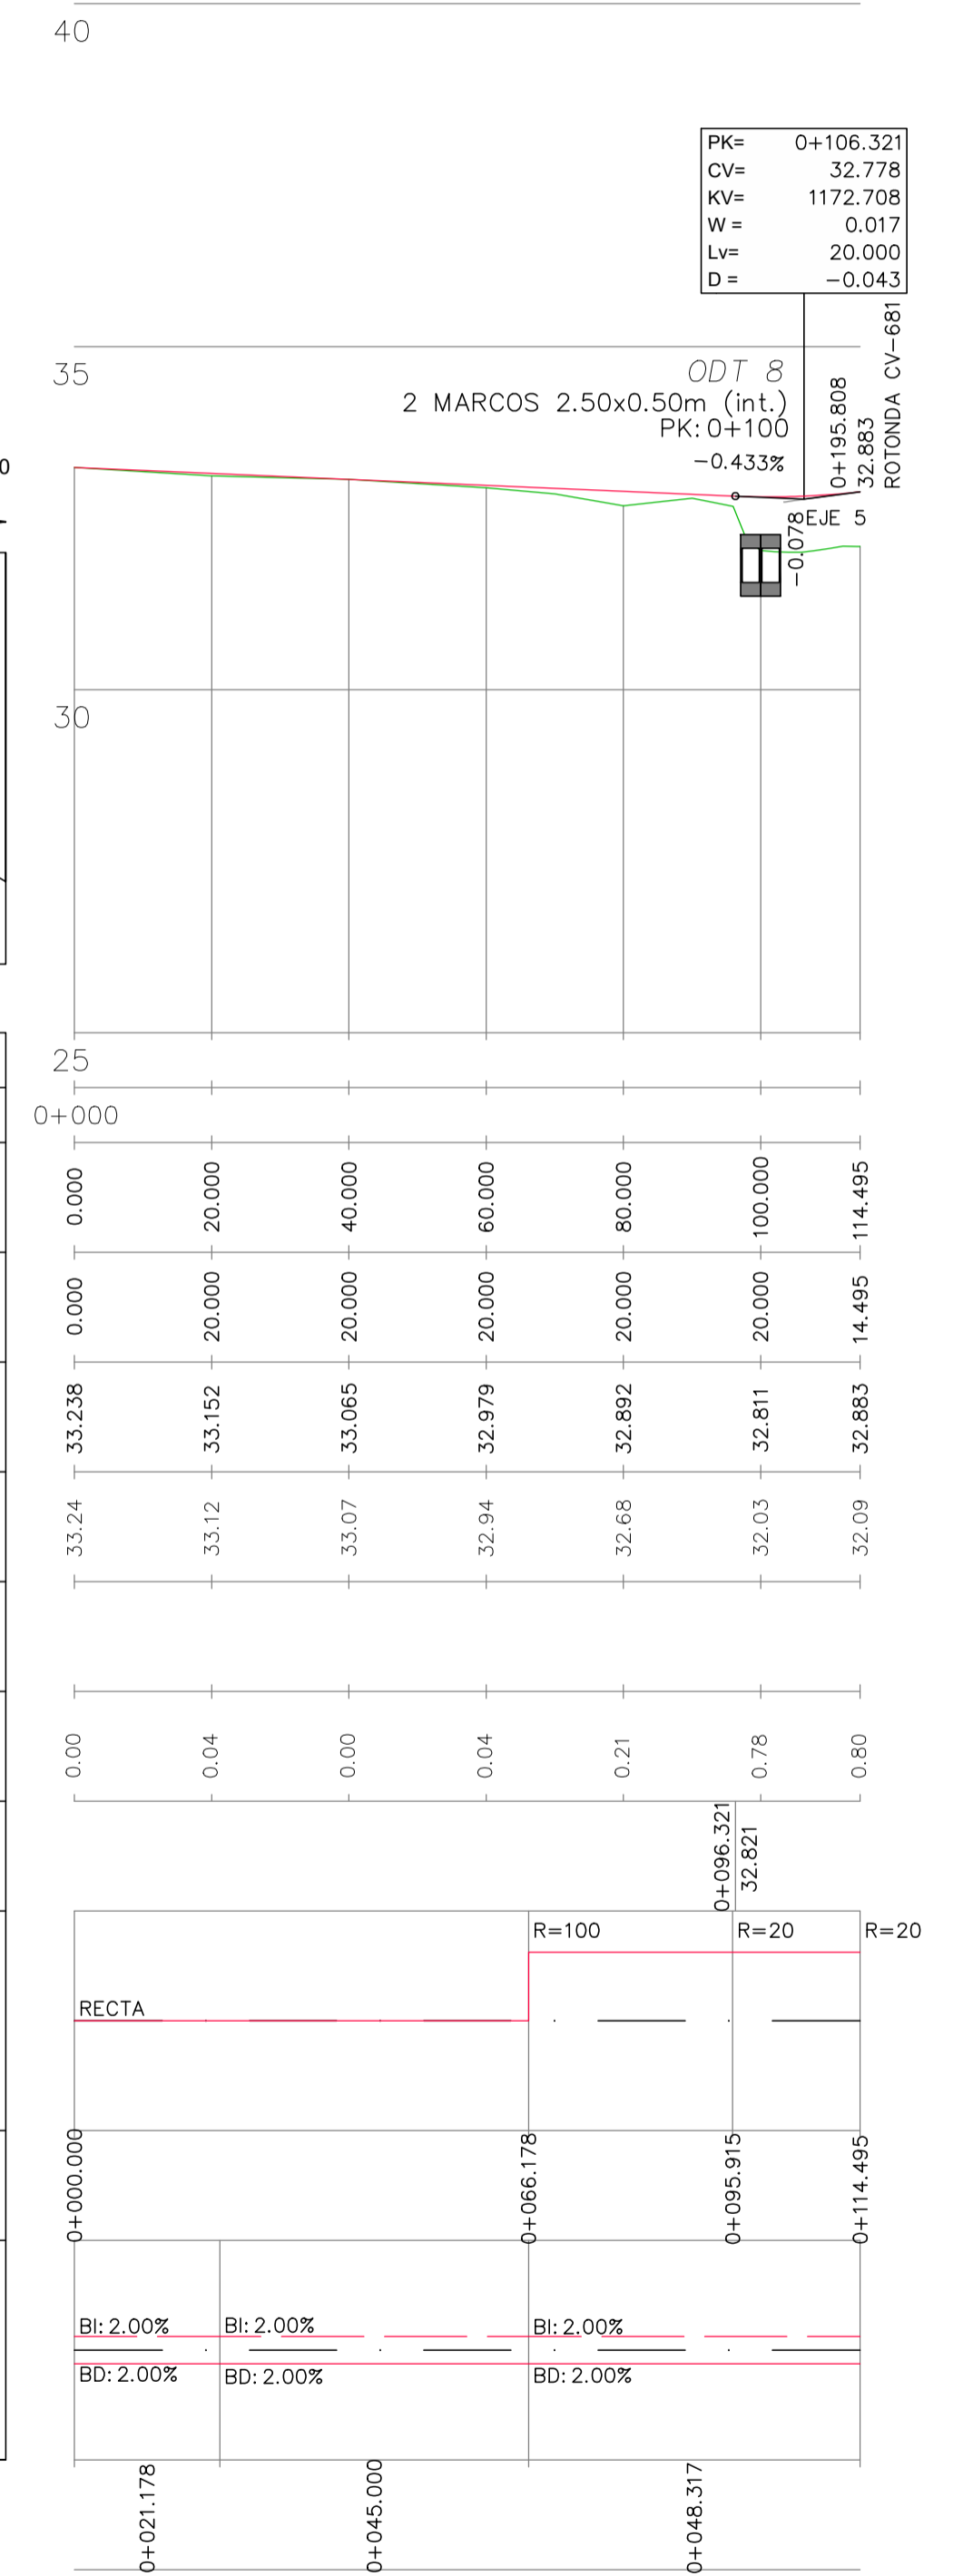 40
PK= 0+106.321
CV= 32.778
KV= 1172.708
W = 0.017
Lv= 20.000
D = -0.043
35
ODT 8
2 MARCOS 2.50x0.50m (int.)
PK: 0+100
-0.433%
0+195.808
32.883
ROTONDA CV-681
0
-0.078
EJE 5
30
25
0+000
0.000 20.000 40.000 60.000 80.000 100.000 114.495
0.000 20.000 20.000 20.000 20.000 20.000 14.495
33.238 33.152 33.065 32.979 32.892 32.811 32.883
33.24 33.12 33.07 32.94 32.68 32.03 32.09
0.00 0.04 0.00 0.04 0.21 0.78 0.80
0+096.321
32.821
R=100 R=20 R=20
RECTA
0+000.000 0+066.178 0+095.915 0+114.495
BI: 2.00% BI: 2.00% BI: 2.00%
BD: 2.00% BD: 2.00% BD: 2.00%
0+021.178 0+045.000 0+048.317